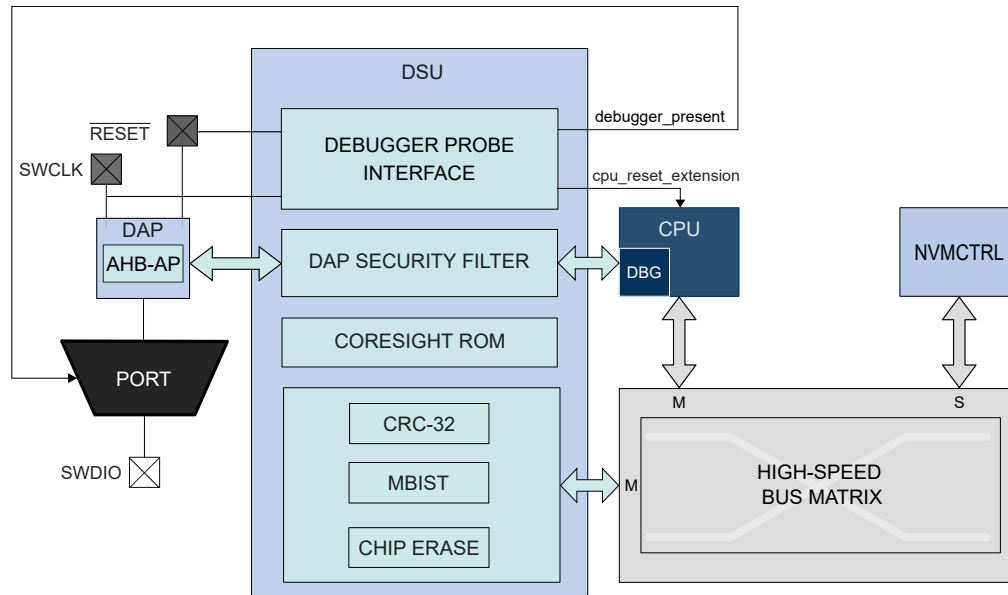 DSU
DEBUGGER PROBE
INTERFACE
debugger_present
RESET
SWCLK
cpu_reset_extension
DAP
AHB-AP
DAP SECURITY FILTER
CPU
DBG
NVMCTRL
CORESIGHT ROM
PORT
M
S
CRC-32
SWDIO
MBIST
M
HIGH-SPEED
BUS MATRIX
CHIP ERASE